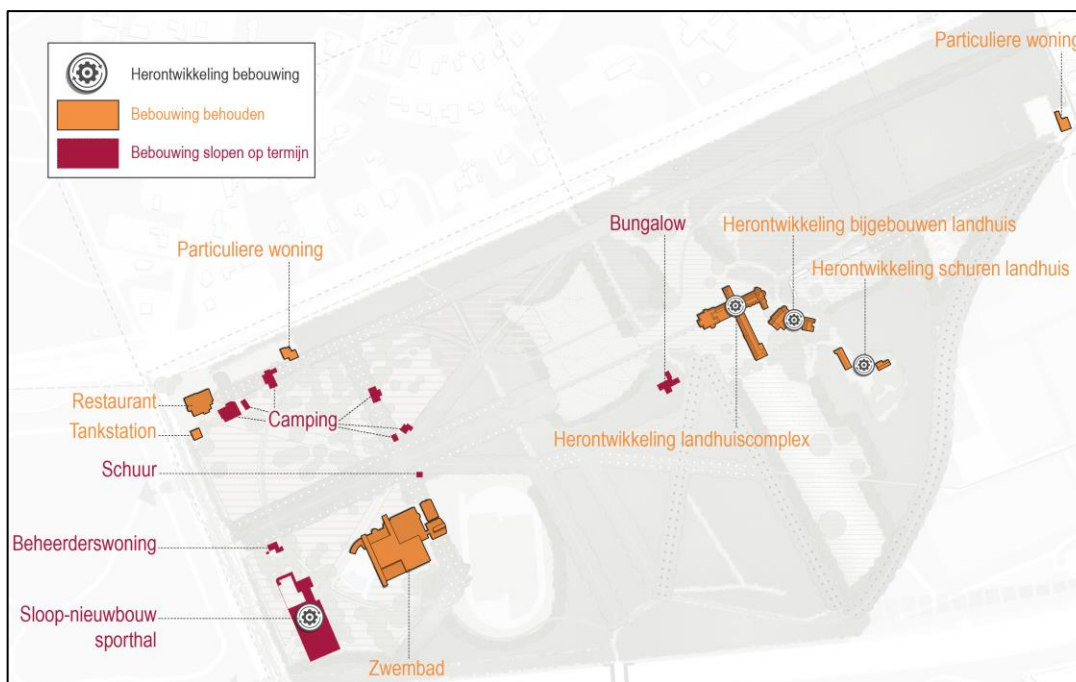 Herontwikkeling bebouwing
Bebouwing behouden
Bebouwing slopen op termijn
Particuliere woning
Bungalow
Herontwikkeling bijgebouwen landhuis
Herontwikkeling schuren landhuis
Particuliere woning
Restaurant
Tankstation
Camping
Herontwikkeling landhuiscomplex
Schuur
Beheerderswoning
Sloop-nieuwbouw
sporthal
Zwembad